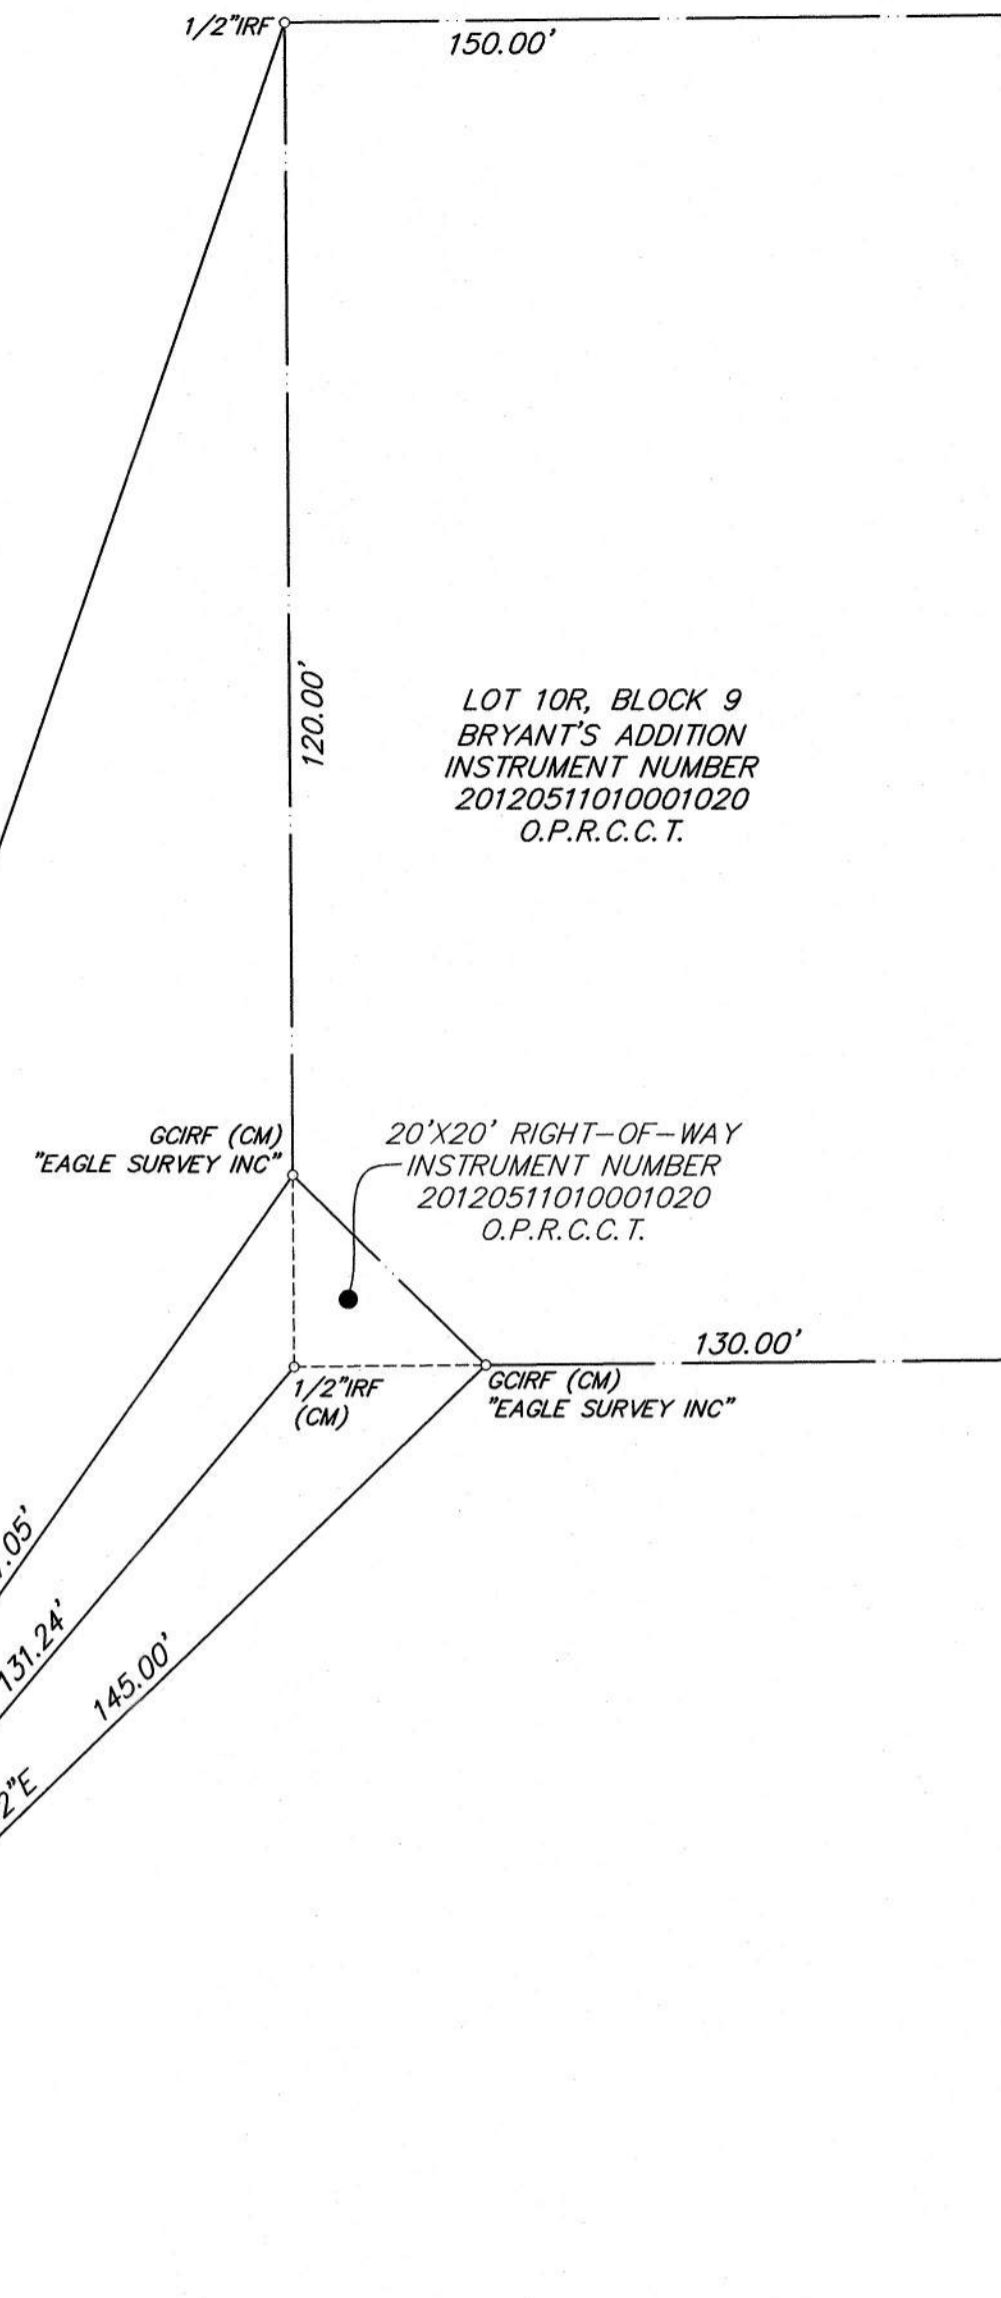 1/2"IRF
150.00'
120.00'
LOT 10R, BLOCK 9
BRYANT'S ADDITION
INSTRUMENT NUMBER
20120511010001020
O.P.R.C.C.T.
GCIRF (CM)
"EAGLE SURVEY INC"
20'X20' RIGHT-OF-WAY
INSTRUMENT NUMBER
20120511010001020
O.P.R.C.C.T.
130.00'
1/2"IRF
(CM)
GCIRF (CM)
"EAGLE SURVEY INC"
.05'
131.24'
145.00'
2"E